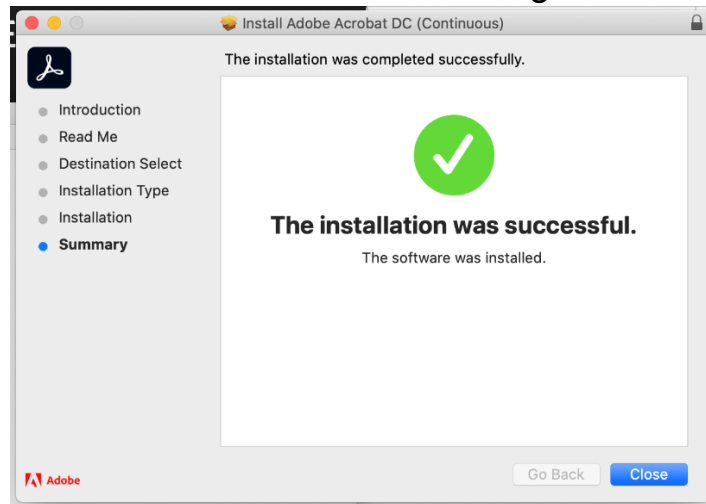 Install Adobe Acrobat DC (Continuous)
The installation was completed successfully.
Introduction
Read Me
Destination Select
Installation Type
Installation
Summary
The installation was successful.
The software was installed.
Adobe
Go Back
Close